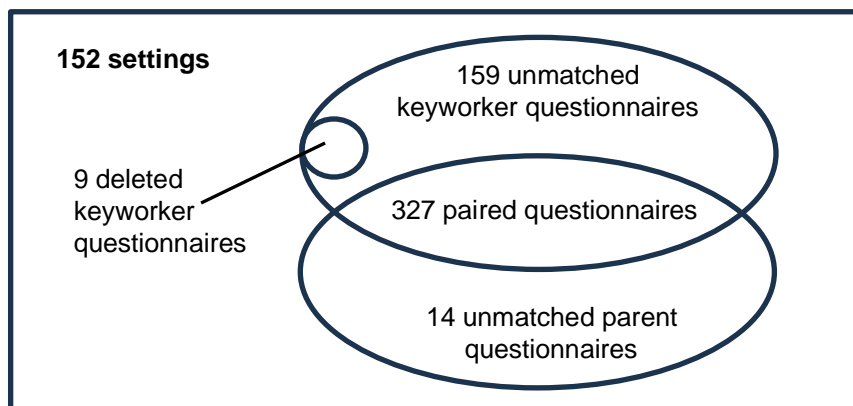 152 settings
159 unmatched
keyworker questionnaires
9 deleted
keyworker
questionnaires
327 paired questionnaires
14 unmatched parent
questionnaires